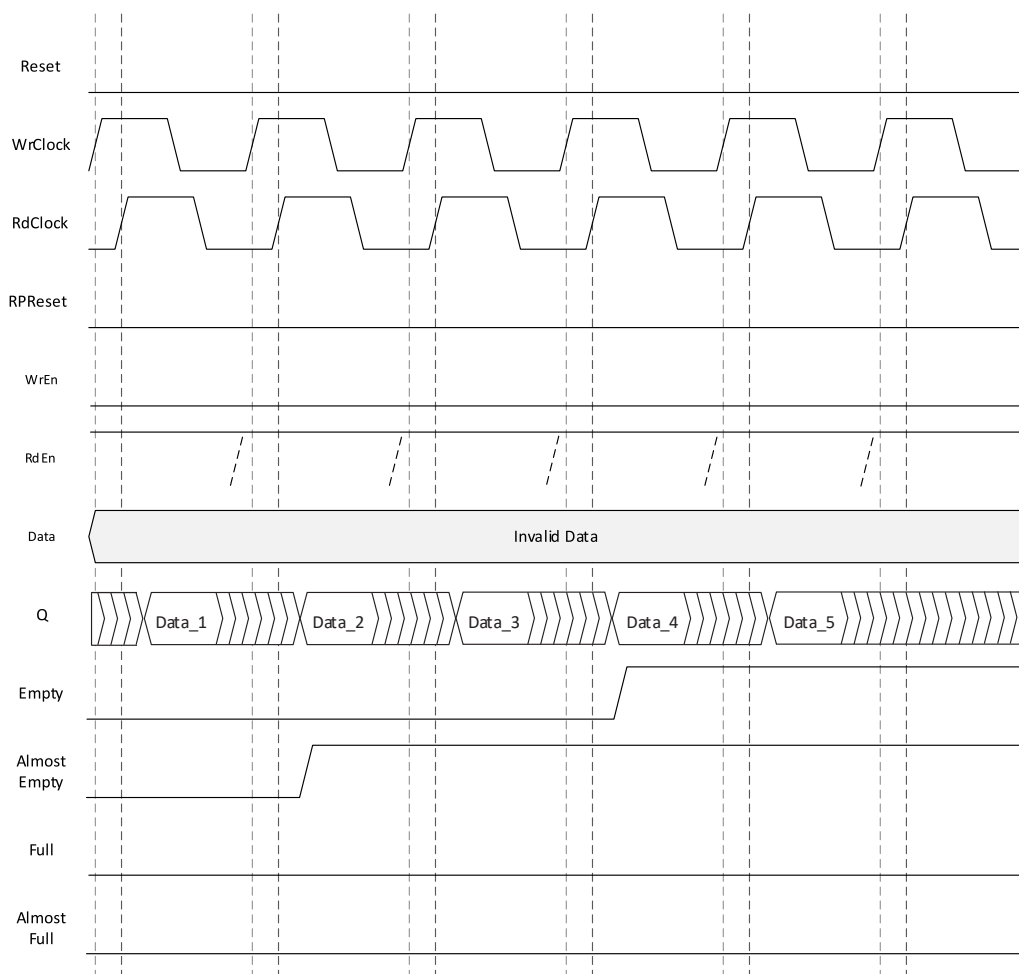 Reset
WrClock
RdClock
RPReset
WrEn
RdEn
Data
Invalid Data
Q
Data_1
Data_2
Data_3
Data_4
Data_5
Empty
Almost
Empty
Full
Almost
Full